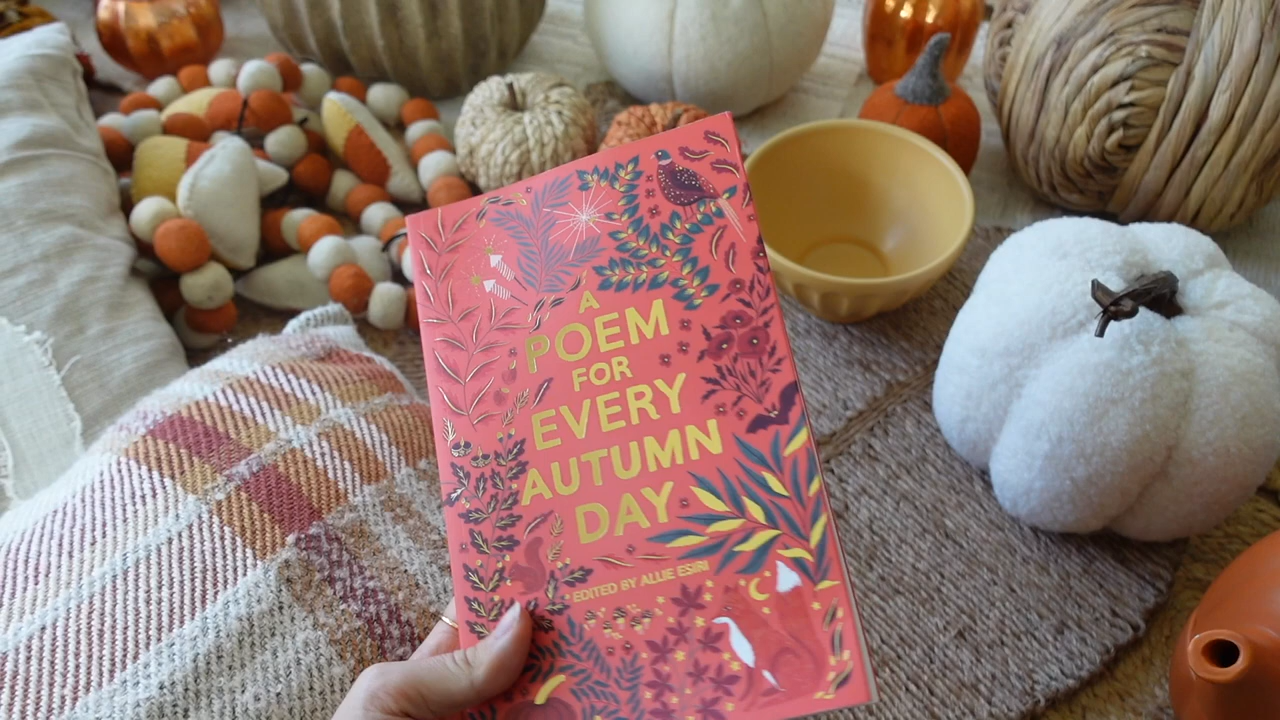 A
POEM
FOR
EVERY
AUTUMN
DAY
EDITED BY ALLIE ESIRI